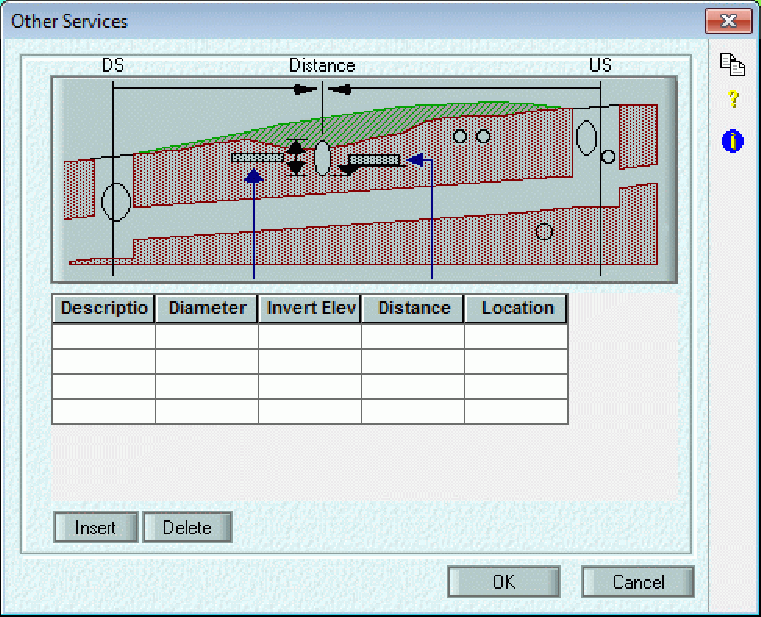 Other Services
DS Distance US
Descriptio Diameter Invert Elev Distance Location
Insert Delete
OK Cancel